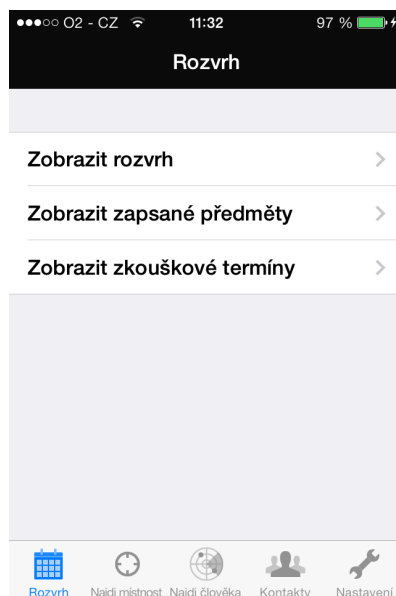 O2 - CZ 11:32 97 %
Rozvrh
Zobrazit rozvrh
Zobrazit zapsané předměty
Zobrazit zkouškové termíny
Rozvrh Najdi místnost Najdi člověka Kontakty Nastavení